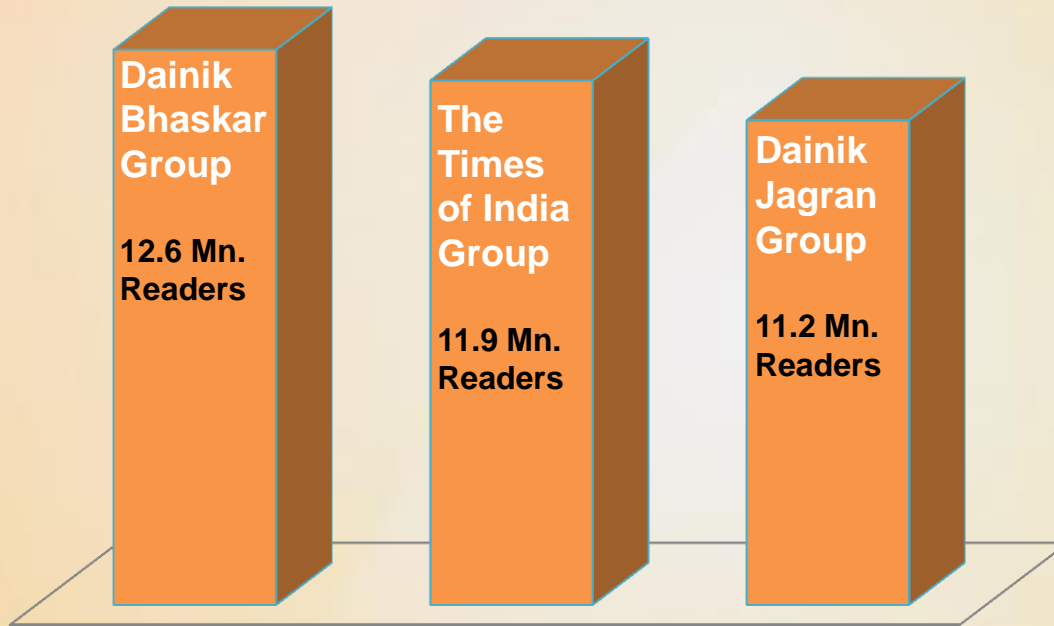 Dainik
Bhaskar
Group
12.6 Mn.
Readers
The
Times
of India
Group
11.9 Mn.
Readers
Dainik
Jagran
Group
11.2 Mn.
Readers